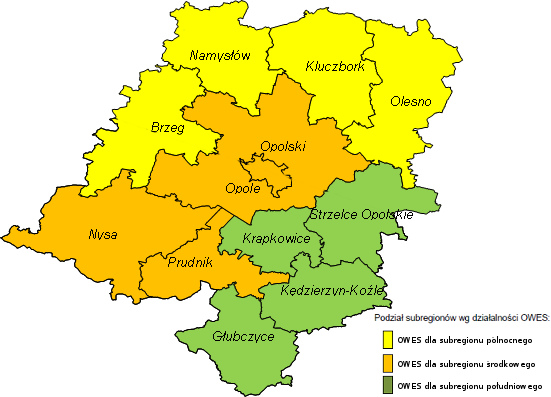 Namysłów
Kluczbork
Olesno
Brzeg
Opolski
Opole
Strzelce Opolskie
Nysa
Krapkowice
Prudnik
Kędzierzyn-Koźle
Głubczyce
Podział subregionów wg działalności OWES:
OWES dla subregionu północnego
OWES dla subregionu środkowego
OWES dla subregionu południowego